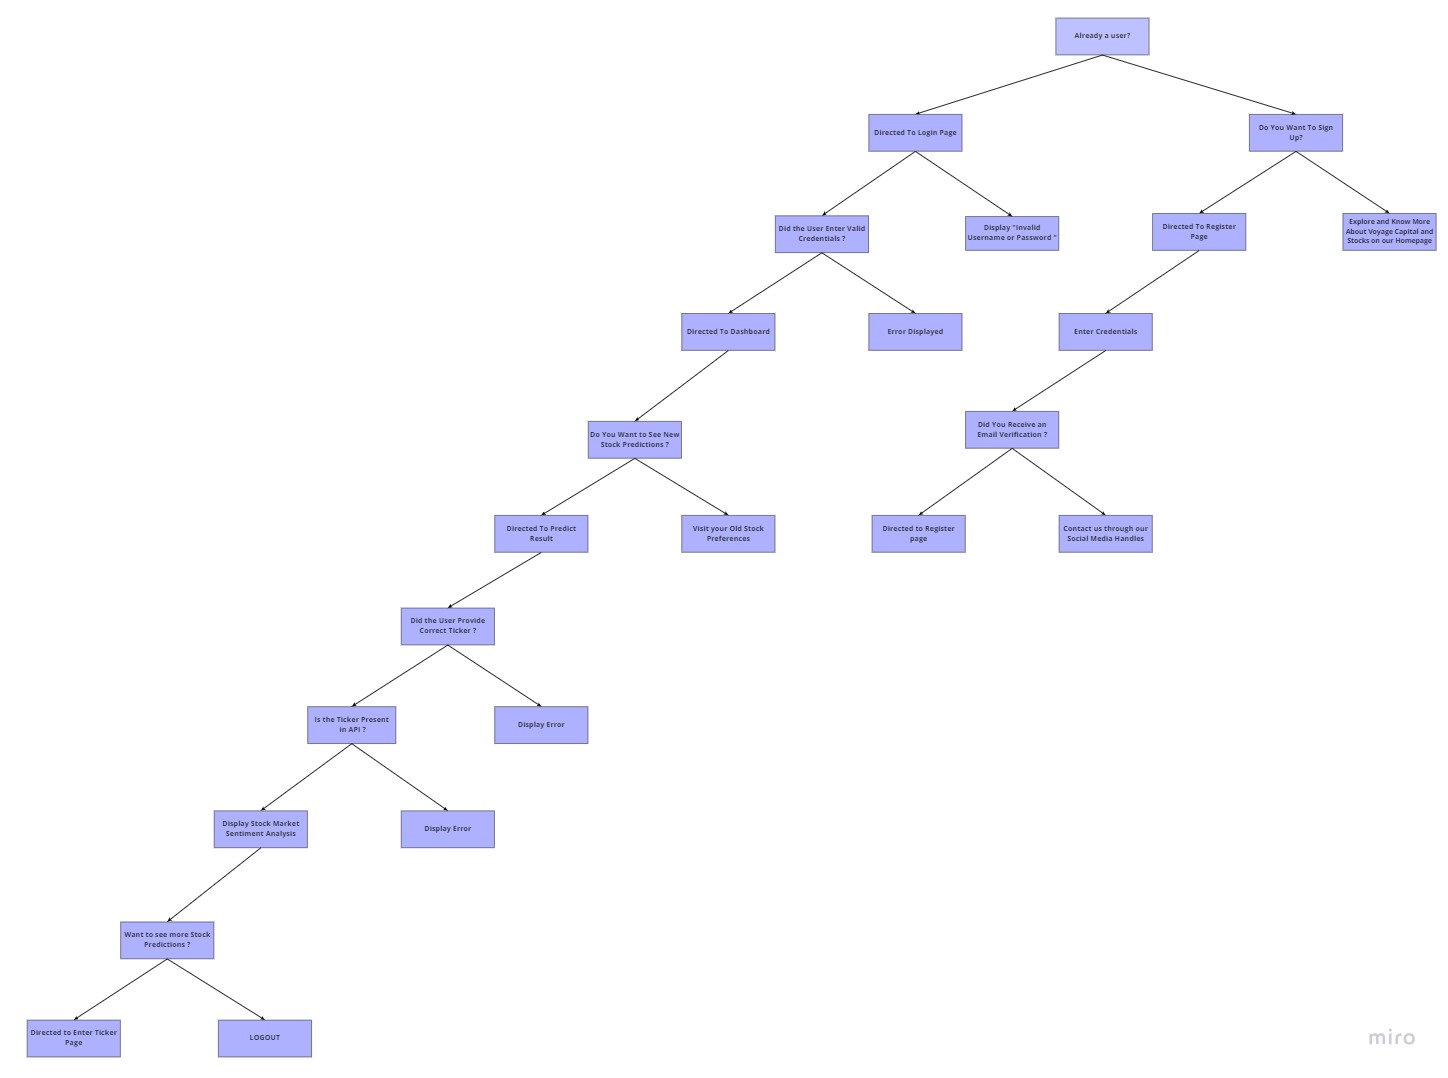 Already a user?
Directed To Login Page
Do You Want To Sign
Up?
Did the User Enter Valid
Credentials ?
Display "Invalid
Username or Password "
Directed To Register
Page
Explore and Know More
About Voyage Capital and
Stocks on our Homepage
Directed To Dashboard
Error Displayed
Enter Credentials
Do You Want to See New
Stock Predictions ?
Did You Receive an
Email Verification ?
Directed To Predict
Result
Visit your Old Stock
Preferences
Directed to Register
page
Contact us through our
Social Media Handles
Did the User Provide
Correct Ticker ?
Is the Ticker Present
in API ?
Display Error
Display Stock Market
Sentiment Analysis
Display Error
Want to see more Stock
Predictions ?
Directed to Enter Ticker
Page
LOGOUT
miro